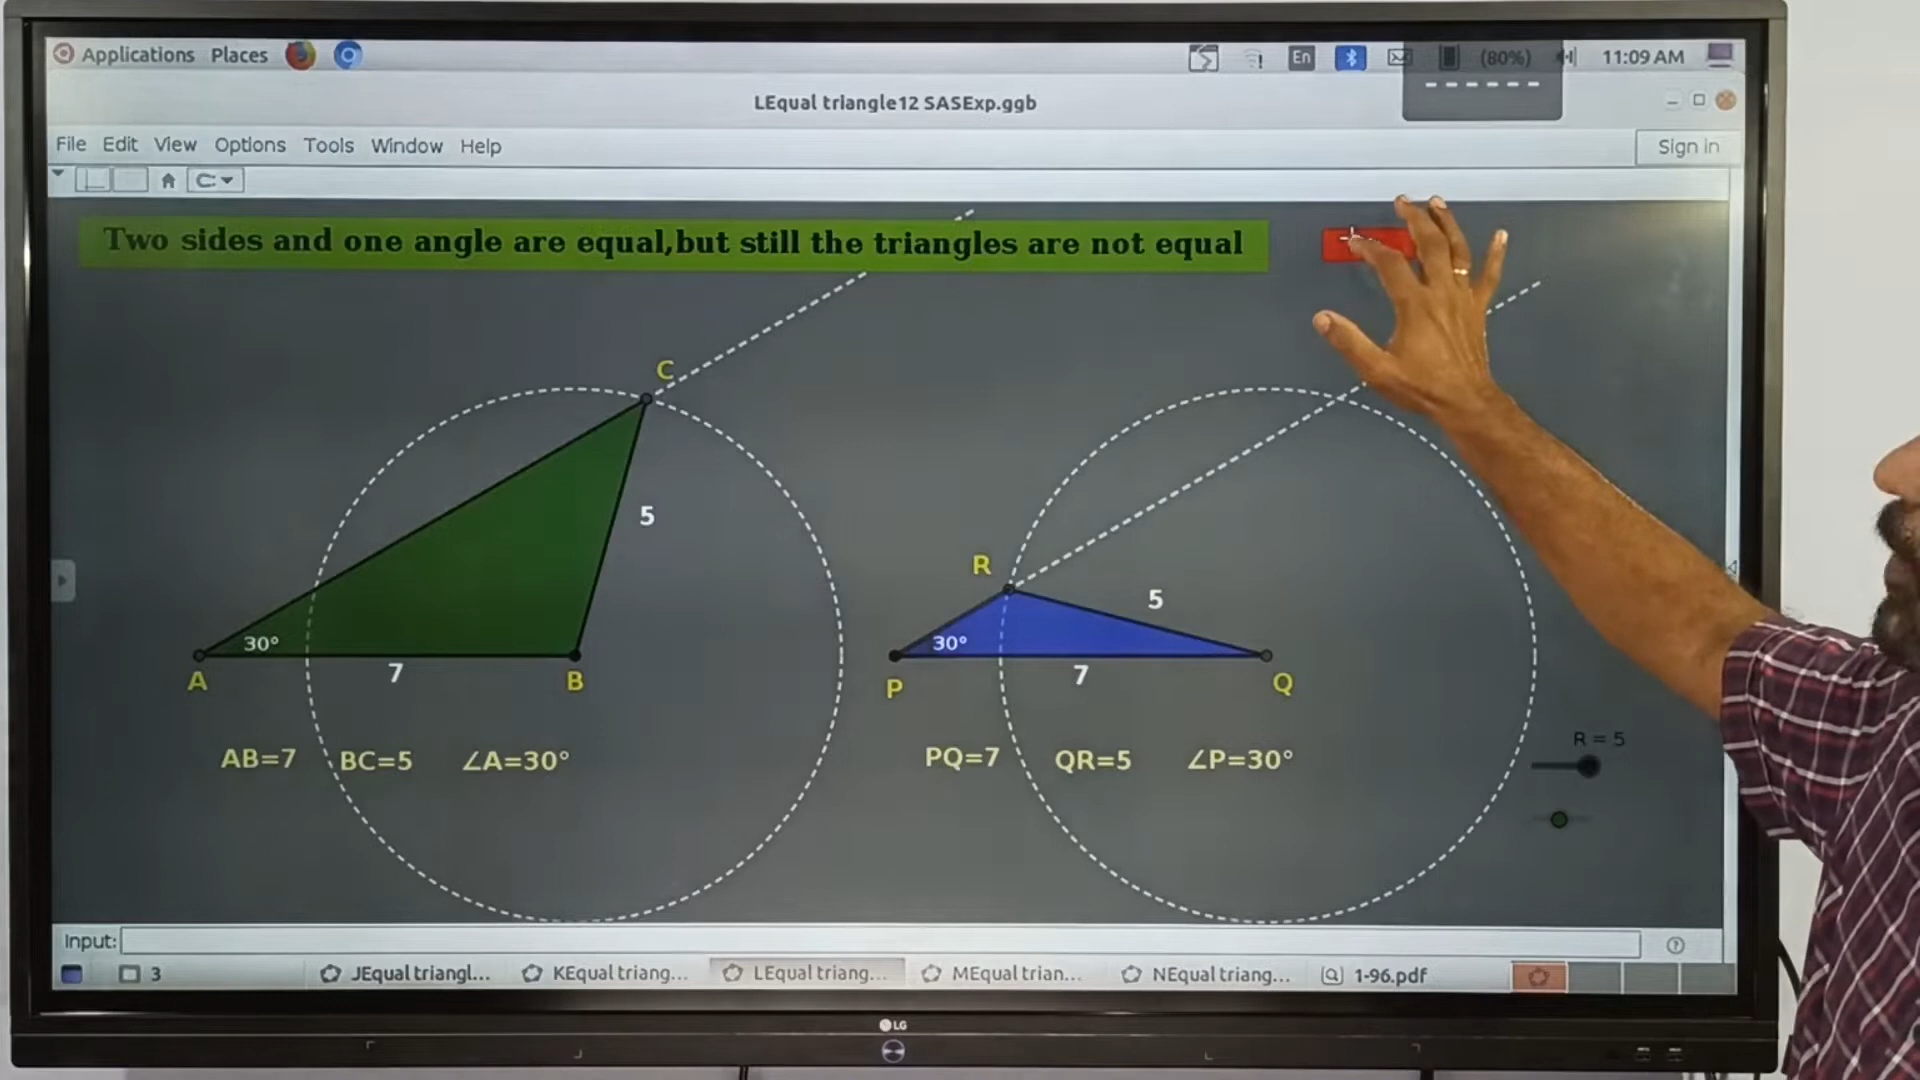 Applications Places En (80%) 11:09 AM
LEqual triangle12 SASExp.ggb
File Edit View Options Tools Window Help Sign in
Two sides and one angle are equal,but still the triangles are not equal
C
5
R
5
30°
30°
A
7
B
P
7
Q
R = 5
AB=7 BC=5 ∠A=30° PQ=7 QR=5 ∠P=30°
Input:
3 JEqual triangl... KEqual triang... LEqual triang... MEqual trian... NEqual triang... 1-96.pdf
LG